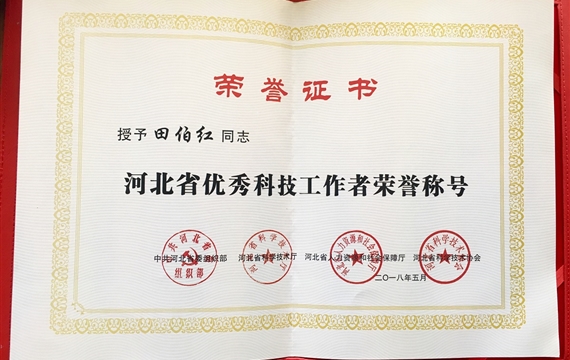 荣誉证书
授予田伯红同志
河北省优秀科技工作者荣誉称号
中共河北省委组织部 河北省科学技术厅 河北省人力资源和社会保障厅 河北省科学技术协会
二〇一八年五月